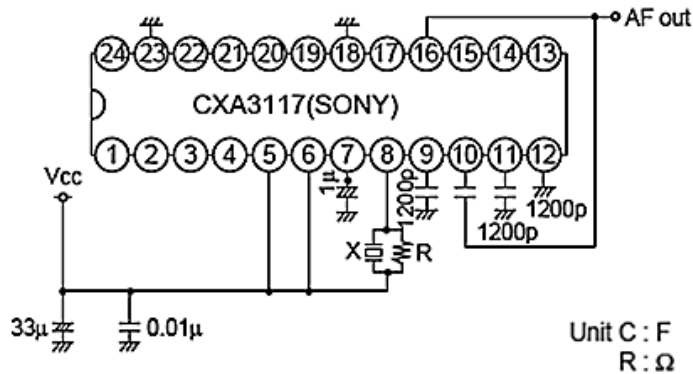 AF out
24 23 22 21 20 19 18 17 16 15 14 13
CXA3117(SONY)
1 2 3 4 5 6 7 8 9 10 11 12
Vcc
1μ
1200p
1200p
1200p
X R
33μ
0.01μ
Unit C : F
R : Ω